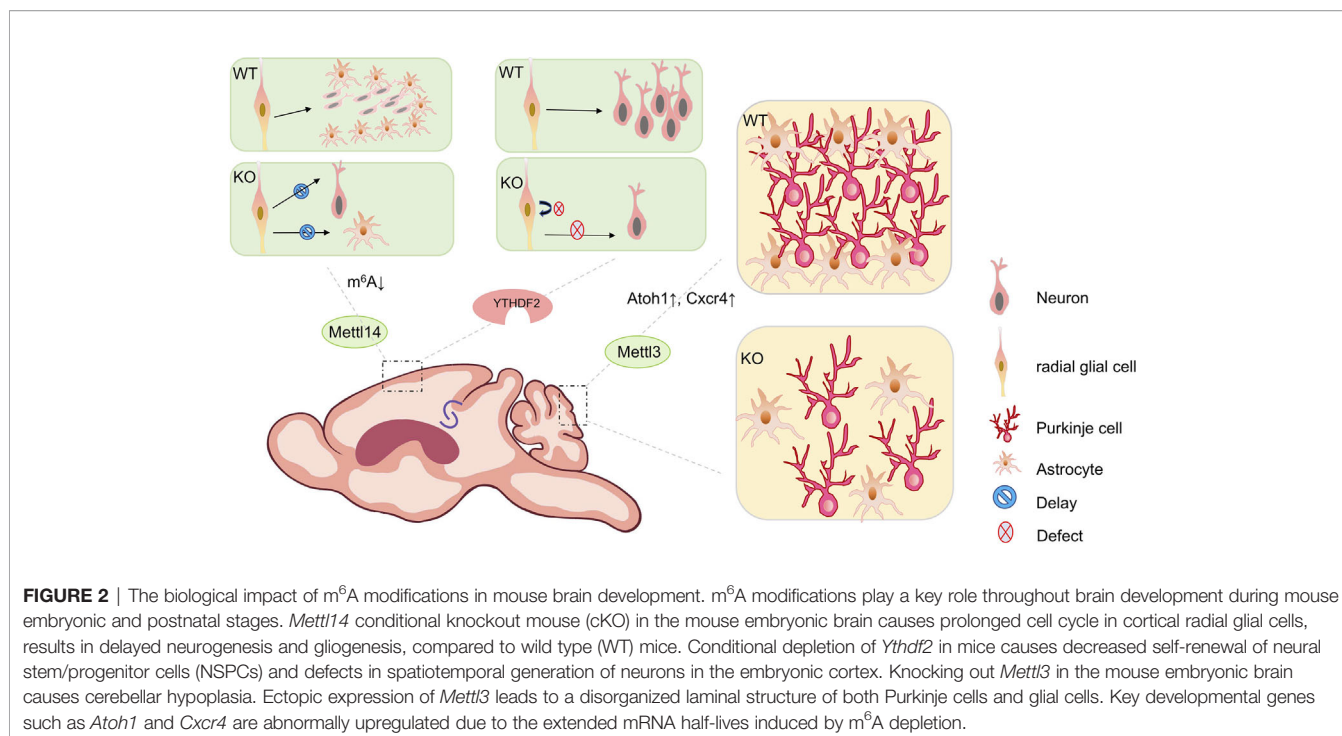 WT
WT
WT
KO
KO
m⁶A↓
YTHDF2
Atoh1↑, Cxcr4↑
Mettl14
Mettl3
KO
Neuron
radial glial cell
Purkinje cell
Astrocyte
Delay
Defect
FIGURE 2 | The biological impact of m⁶A modifications in mouse brain development. m⁶A modifications play a key role throughout brain development during mouse
embryonic and postnatal stages. Mettl14 conditional knockout mouse (cKO) in the mouse embryonic brain causes prolonged cell cycle in cortical radial glial cells,
results in delayed neurogenesis and gliogenesis, compared to wild type (WT) mice. Conditional depletion of Ythdf2 in mice causes decreased self-renewal of neural
stem/progenitor cells (NSPCs) and defects in spatiotemporal generation of neurons in the embryonic cortex. Knocking out Mettl3 in the mouse embryonic brain
causes cerebellar hypoplasia. Ectopic expression of Mettl3 leads to a disorganized laminar structure of both Purkinje cells and glial cells. Key developmental genes
such as Atoh1 and Cxcr4 are abnormally upregulated due to the extended mRNA half-lives induced by m⁶A depletion.